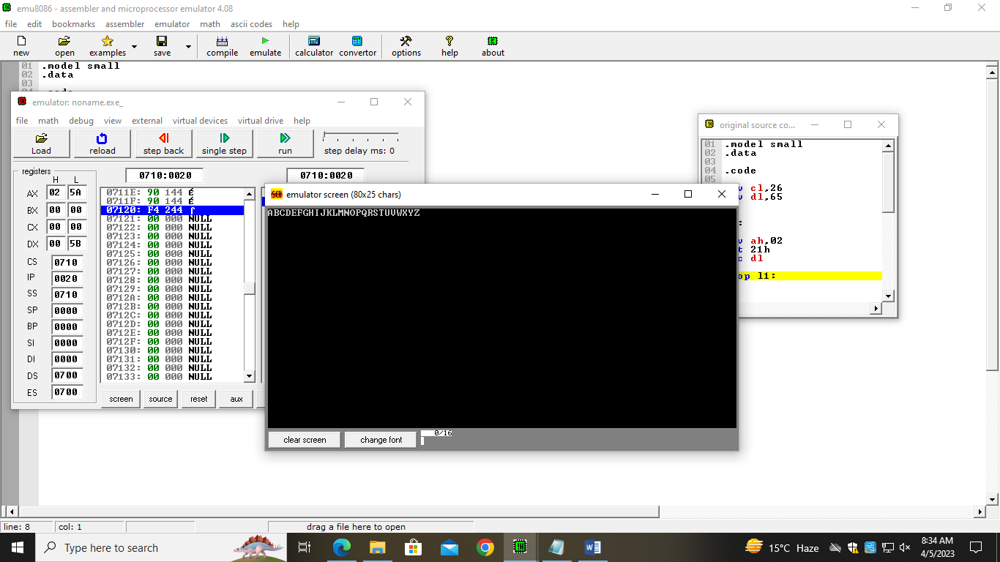 emu8086 - assembler and microprocessor emulator 4.08
file edit bookmarks assembler emulator math ascii codes help
new open examples save compile emulate calculator convertor options help about
01 .model small
02 .data
03
04
emulator: noname.exe_
file math debug view external virtual devices virtual drive help
Load reload step back single step run step delay ms: 0
registers
H L
AX 02 5A
BX 00 00
CX 00 00
DX 00 5B
CS 0710
IP 0020
SS 0710
SP 0000
BP 0000
SI 0000
DI 0000
DS 0700
ES 0700
0710:0020 0710:0020
0711E: 90 144 É
0711F: 90 144 É
07120: F4 244 ⌠
07121: 00 000 NULL
07122: 00 000 NULL
07123: 00 000 NULL
07124: 00 000 NULL
07125: 00 000 NULL
07126: 00 000 NULL
07127: 00 000 NULL
07128: 00 000 NULL
07129: 00 000 NULL
0712A: 00 000 NULL
0712B: 00 000 NULL
0712C: 00 000 NULL
0712D: 00 000 NULL
0712E: 00 000 NULL
0712F: 00 000 NULL
07130: 00 000 NULL
07131: 00 000 NULL
07132: 00 000 NULL
07133: 00 000 NULL
screen source reset aux
emulator screen (80x25 chars)
ABCDEFGHIJKLMNOPQRSTUVWXYZ
clear screen change font 0/16
original source co...
01 .model small
02 .data
03
04 .code
05
cl,26
dl,65
:
ah,02
21h
dl
l1:
line: 8 col: 1 drag a file here to open
Type here to search
15°C Haze
8:34 AM
4/5/2023